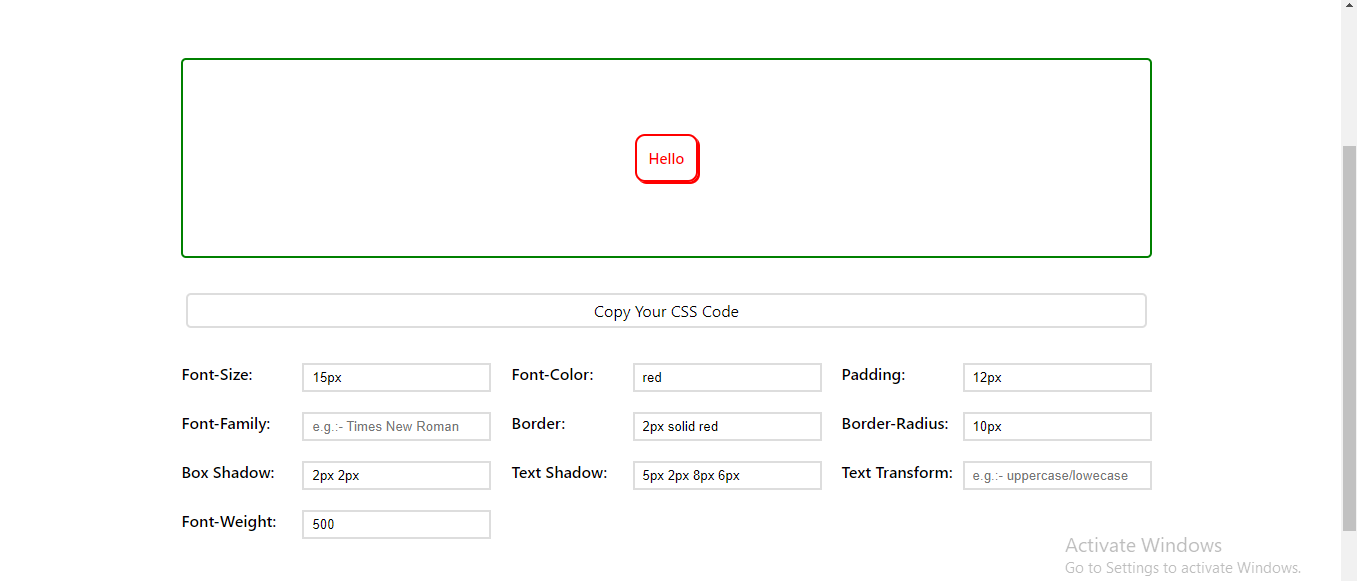 Hello
Copy Your CSS Code
Font-Size: 15px Font-Color: red Padding: 12px
Font-Family: e.g.:- Times New Roman Border: 2px solid red Border-Radius: 10px
Box Shadow: 2px 2px Text Shadow: 5px 2px 8px 6px Text Transform: e.g.:- uppercase/lowecase
Font-Weight: 500
Activate Windows
Go to Settings to activate Windows.